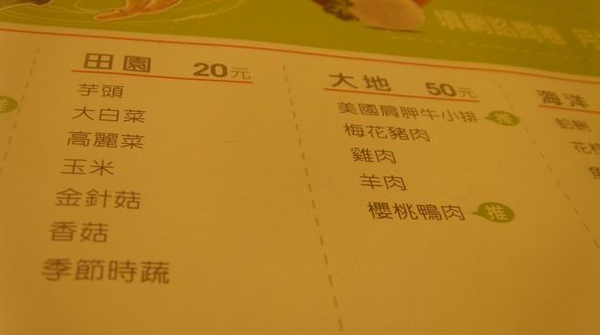 田園 20元
芋頭
大白菜
高麗菜
玉米
金針菇
香菇
季節時蔬
大地 50元
美國肩胛牛小排 推
梅花豬肉
雞肉
羊肉
櫻桃鴨肉 推
海洋